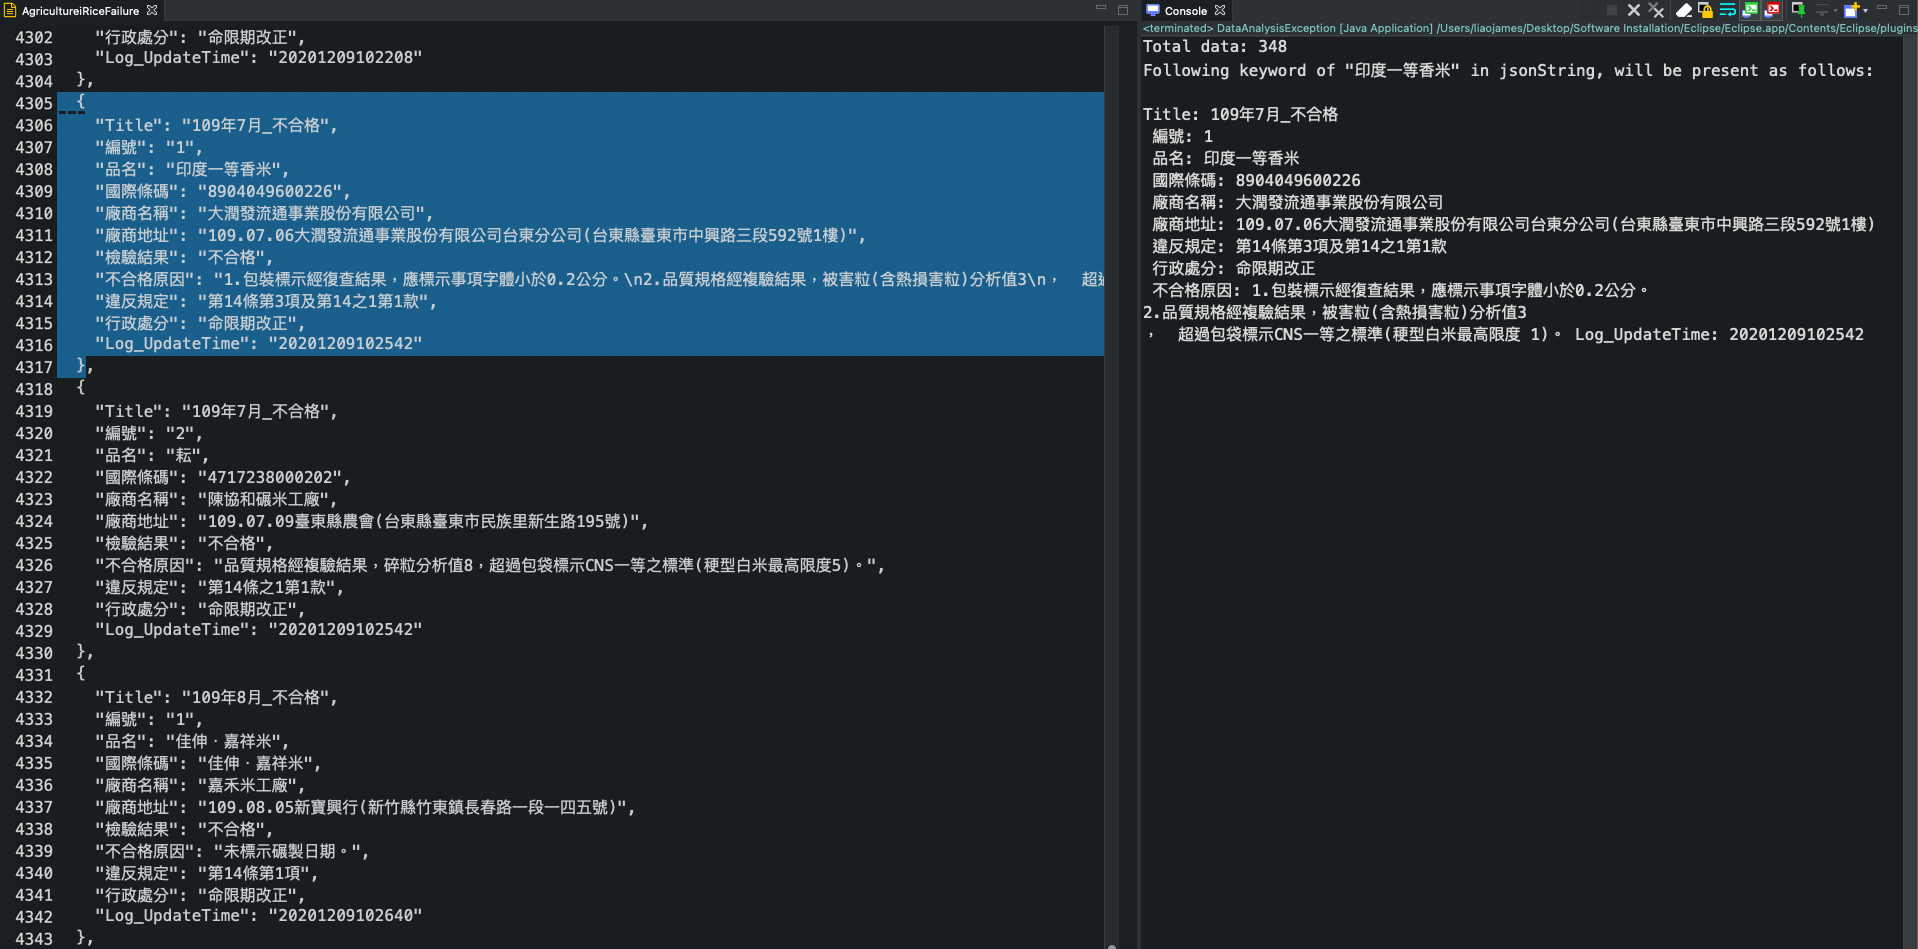 AgricultureiRiceFailure
4302 "行政處分": "命限期改正",
4303 "Log_UpdateTime": "20201209102208"
4304 },
4305 {
4306 "Title": "109年7月_不合格",
4307 "編號": "1",
4308 "品名": "印度一等香米",
4309 "國際條碼": "8904049600226",
4310 "廠商名稱": "大潤發流通事業股份有限公司",
4311 "廠商地址": "109.07.06大潤發流通事業股份有限公司台東分公司(台東縣臺東市中興路三段592號1樓)",
4312 "檢驗結果": "不合格",
4313 "不合格原因": "1.包裝標示經復查結果，應標示事項字體小於0.2公分。\n2.品質規格經複驗結果，被害粒(含熱損害粒)分析值3\n，  超過
4314 "違反規定": "第14條第3項及第14之1第1款",
4315 "行政處分": "命限期改正",
4316 "Log_UpdateTime": "20201209102542"
4317 },
4318 {
4319 "Title": "109年7月_不合格",
4320 "編號": "2",
4321 "品名": "耘",
4322 "國際條碼": "4717238000202",
4323 "廠商名稱": "陳協和碾米工廠",
4324 "廠商地址": "109.07.09臺東縣農會(台東縣臺東市民族里新生路195號)",
4325 "檢驗結果": "不合格",
4326 "不合格原因": "品質規格經複驗結果，碎粒分析值8，超過包袋標示CNS一等之標準(稉型白米最高限度5)。",
4327 "違反規定": "第14條之1第1款",
4328 "行政處分": "命限期改正",
4329 "Log_UpdateTime": "20201209102542"
4330 },
4331 {
4332 "Title": "109年8月_不合格",
4333 "編號": "1",
4334 "品名": "佳伸‧嘉祥米",
4335 "國際條碼": "佳伸‧嘉祥米",
4336 "廠商名稱": "嘉禾米工廠",
4337 "廠商地址": "109.08.05新寶興行(新竹縣竹東鎮長春路一段一四五號)",
4338 "檢驗結果": "不合格",
4339 "不合格原因": "未標示碾製日期。",
4340 "違反規定": "第14條第1項",
4341 "行政處分": "命限期改正",
4342 "Log_UpdateTime": "20201209102640"
4343 },
Console
<terminated> DataAnalysisException [Java Application] /Users/liaojames/Desktop/Software Installation/Eclipse/Eclipse.app/Contents/Eclipse/plugins
Total data: 348
Following keyword of "印度一等香米" in jsonString, will be present as follows:
Title: 109年7月_不合格
編號: 1
品名: 印度一等香米
國際條碼: 8904049600226
廠商名稱: 大潤發流通事業股份有限公司
廠商地址: 109.07.06大潤發流通事業股份有限公司台東分公司(台東縣臺東市中興路三段592號1樓)
違反規定: 第14條第3項及第14之1第1款
行政處分: 命限期改正
不合格原因: 1.包裝標示經復查結果，應標示事項字體小於0.2公分。
2.品質規格經複驗結果，被害粒(含熱損害粒)分析值3
，  超過包袋標示CNS一等之標準(稉型白米最高限度 1)。 Log_UpdateTime: 20201209102542